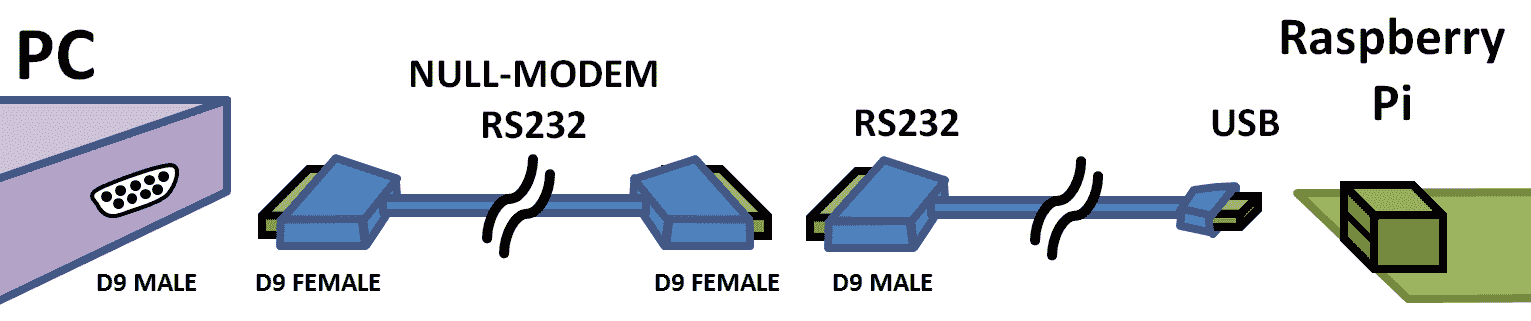 PC
NULL-MODEM
RS232
RS232
USB
Raspberry
Pi
D9 MALE
D9 FEMALE
D9 FEMALE
D9 MALE